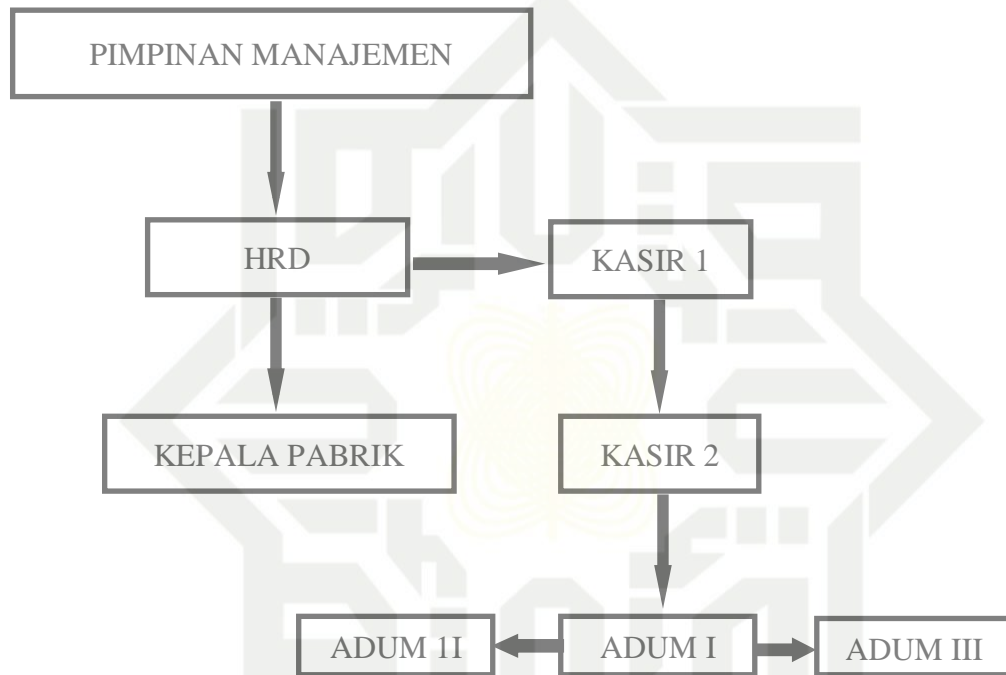 PIMPINAN MANAJEMEN
HRD
KASIR 1
KEPALA PABRIK
KASIR 2
ADUM 1I
ADUM I
ADUM III